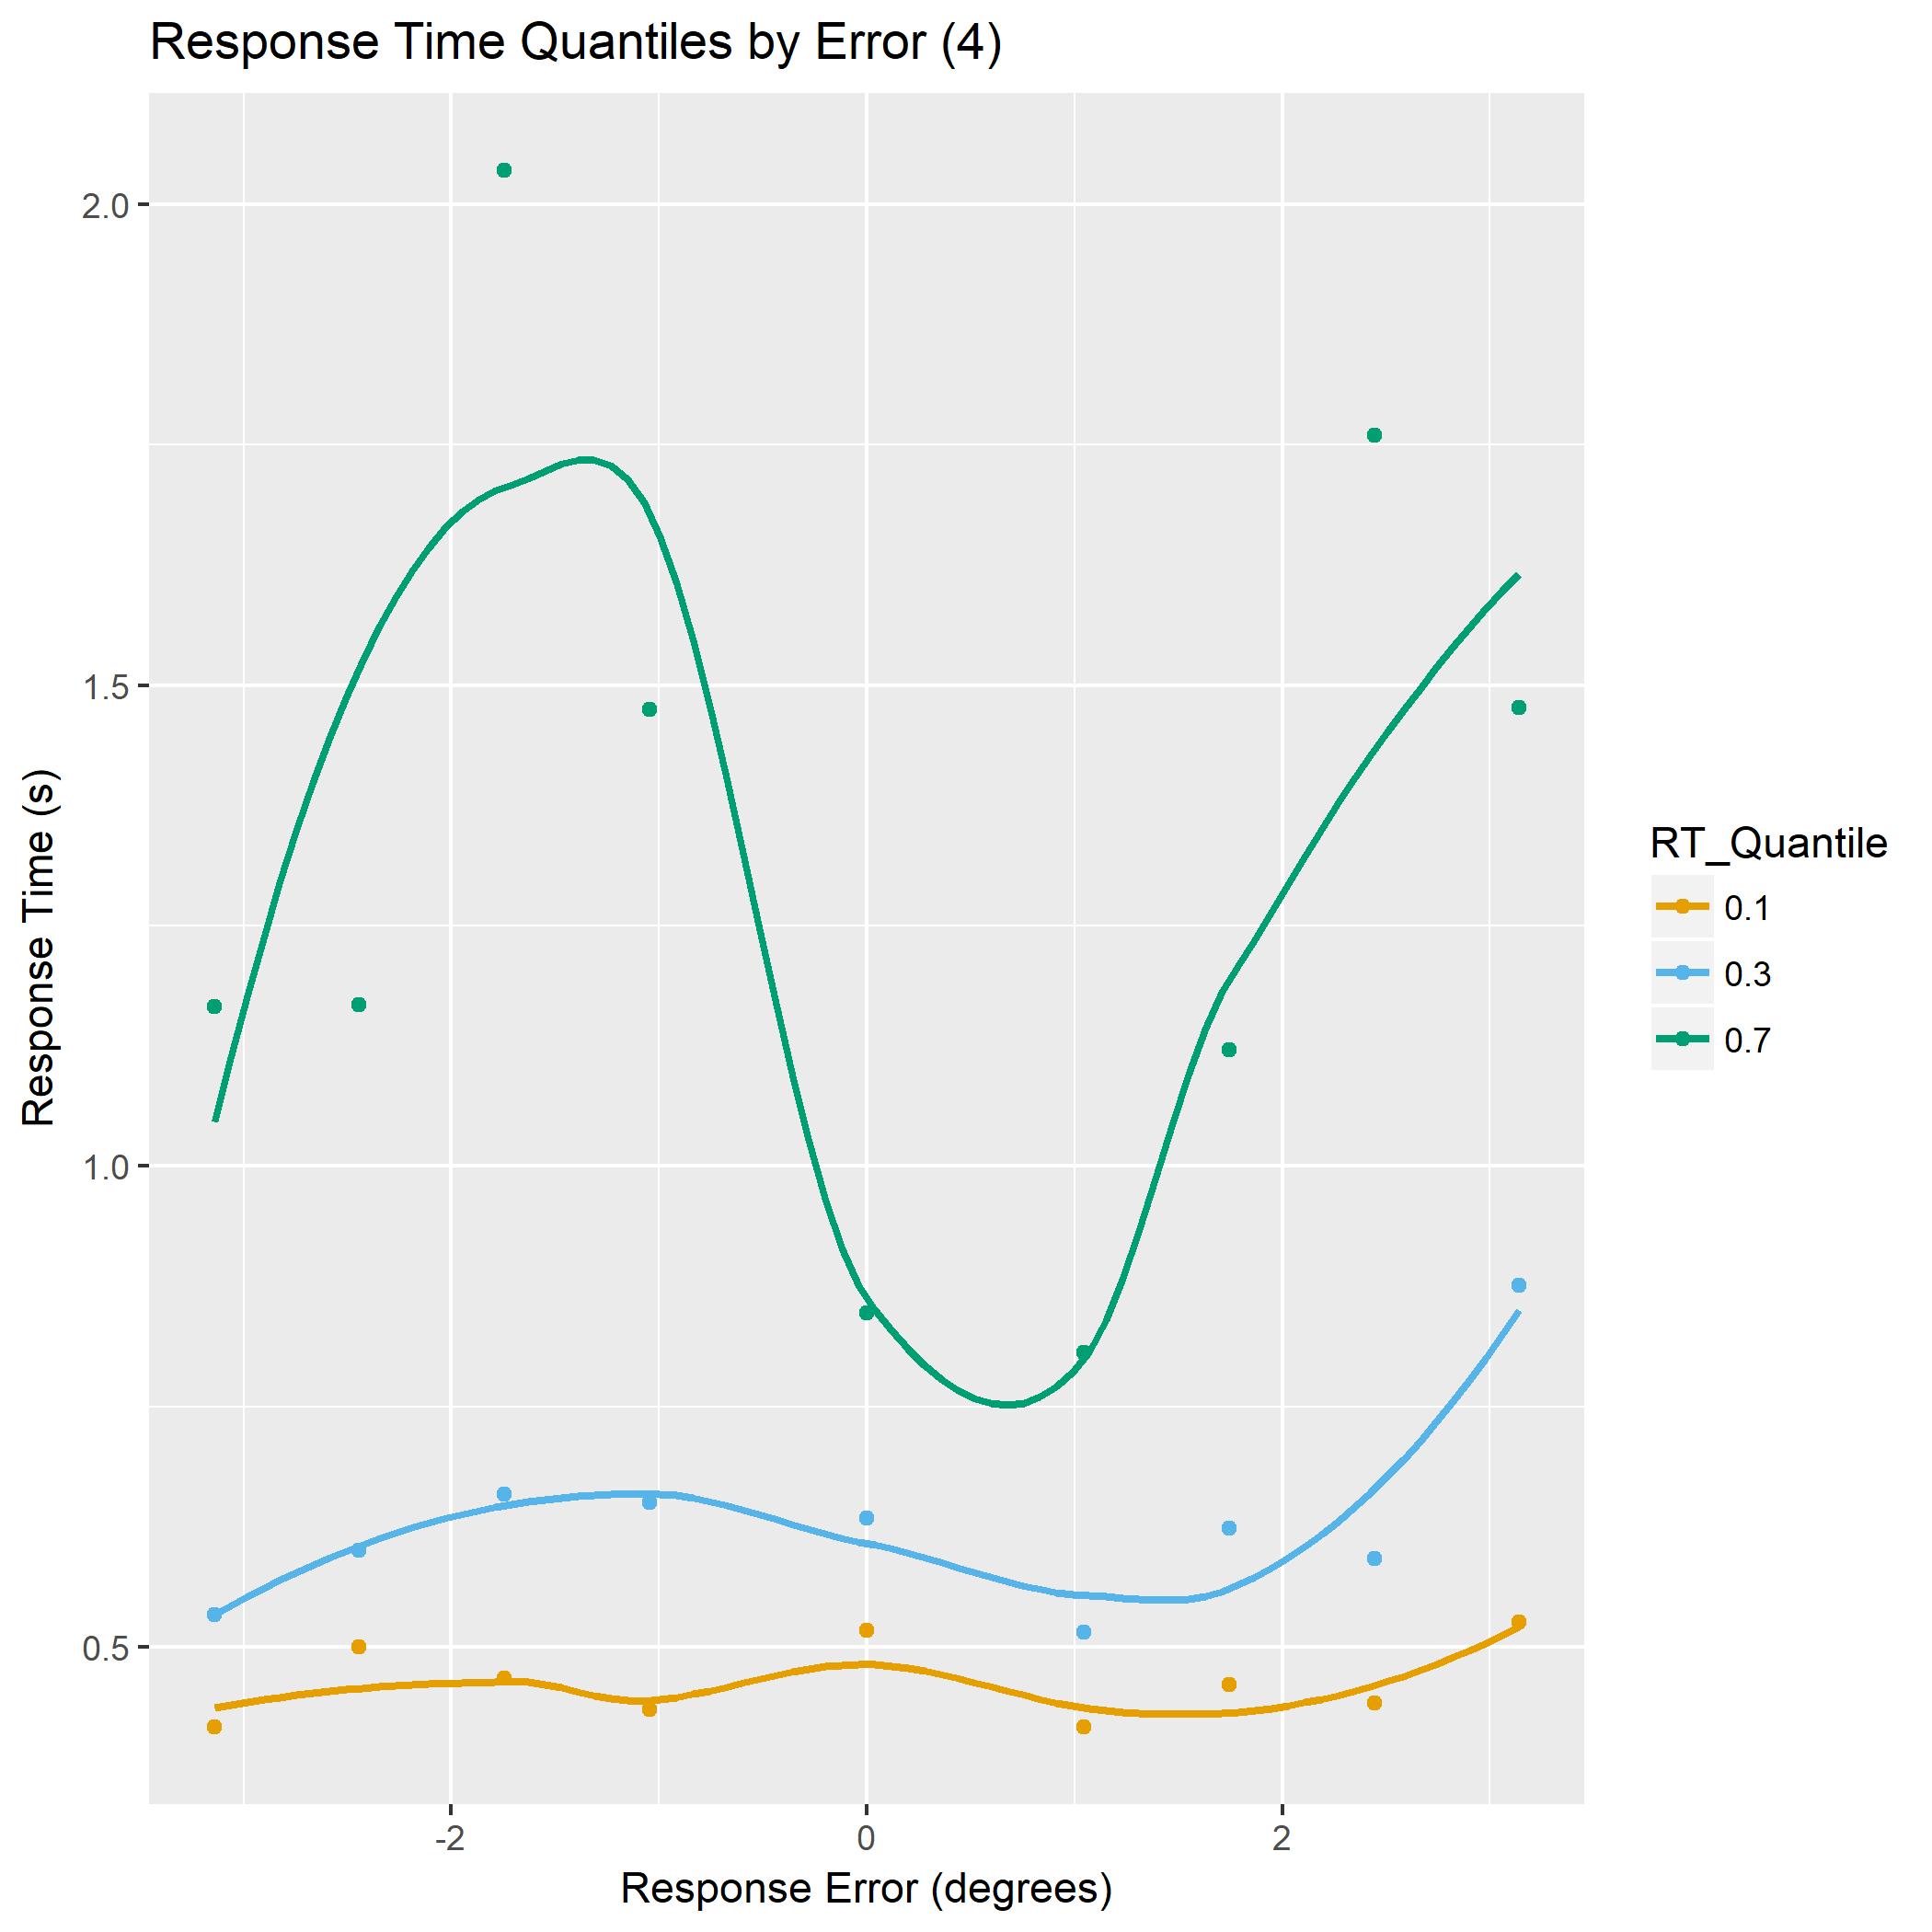 Response Time Quantiles by Error (4)
2.0
1.5
1.0
0.5
Response Time (s)
-2
0
2
Response Error (degrees)
RT_Quantile
0.1
0.3
0.7